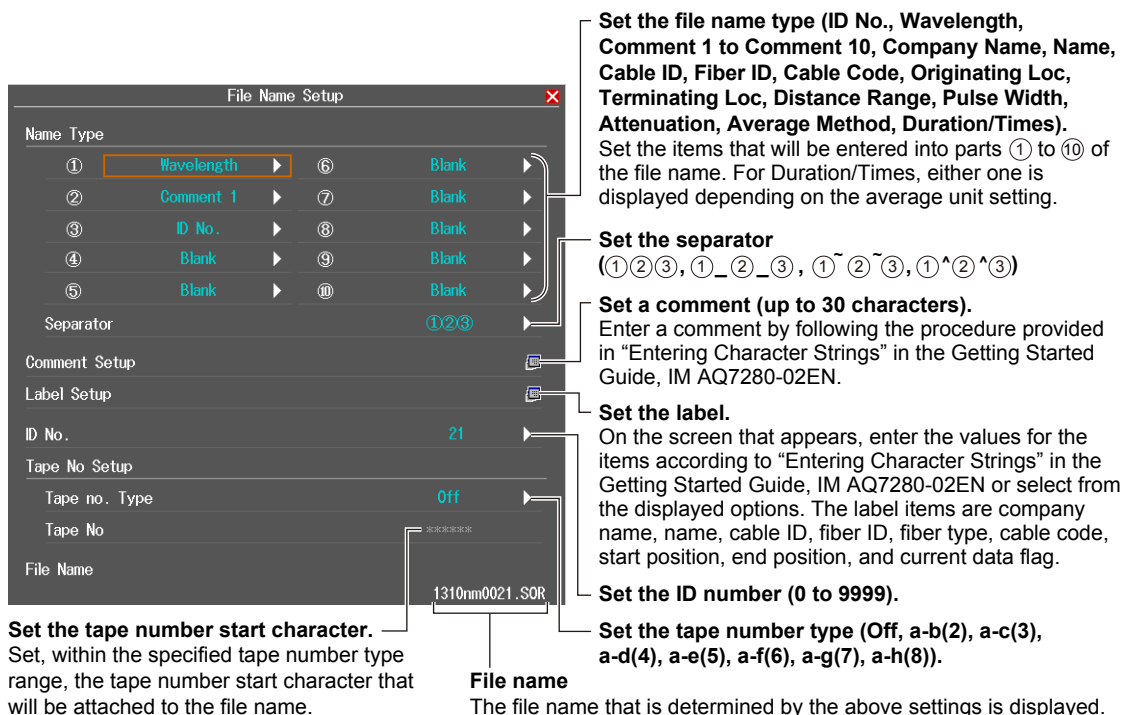 Set the file name type (ID No., Wavelength,
Comment 1 to Comment 10, Company Name, Name,
Cable ID, Fiber ID, Cable Code, Originating Loc,
Terminating Loc, Distance Range, Pulse Width,
Attenuation, Average Method, Duration/Times).
Set the items that will be entered into parts ① to ⑩ of
the file name. For Duration/Times, either one is
displayed depending on the average unit setting.
Set the separator
(①②③, ①_②_③, ①~②~③, ①^②^③)
Set a comment (up to 30 characters).
Enter a comment by following the procedure provided
in “Entering Character Strings” in the Getting Started
Guide, IM AQ7280-02EN.
Set the label.
On the screen that appears, enter the values for the
items according to “Entering Character Strings” in the
Getting Started Guide, IM AQ7280-02EN or select from
the displayed options. The label items are company
name, name, cable ID, fiber ID, fiber type, cable code,
start position, end position, and current data flag.
Set the ID number (0 to 9999).
Set the tape number type (Off, a-b(2), a-c(3),
a-d(4), a-e(5), a-f(6), a-g(7), a-h(8)).
File Name Setup
Name Type
① Wavelength ⑥ Blank
② Comment 1 ⑦ Blank
③ ID No. ⑧ Blank
④ Blank ⑨ Blank
⑤ Blank ⑩ Blank
Separator ①②③
Comment Setup
Label Setup
ID No. 21
Tape No Setup
Tape no. Type Off
Tape No ******
File Name
1310nm0021.SOR
Set the tape number start character.
Set, within the specified tape number type
range, the tape number start character that
will be attached to the file name.
File name
The file name that is determined by the above settings is displayed.